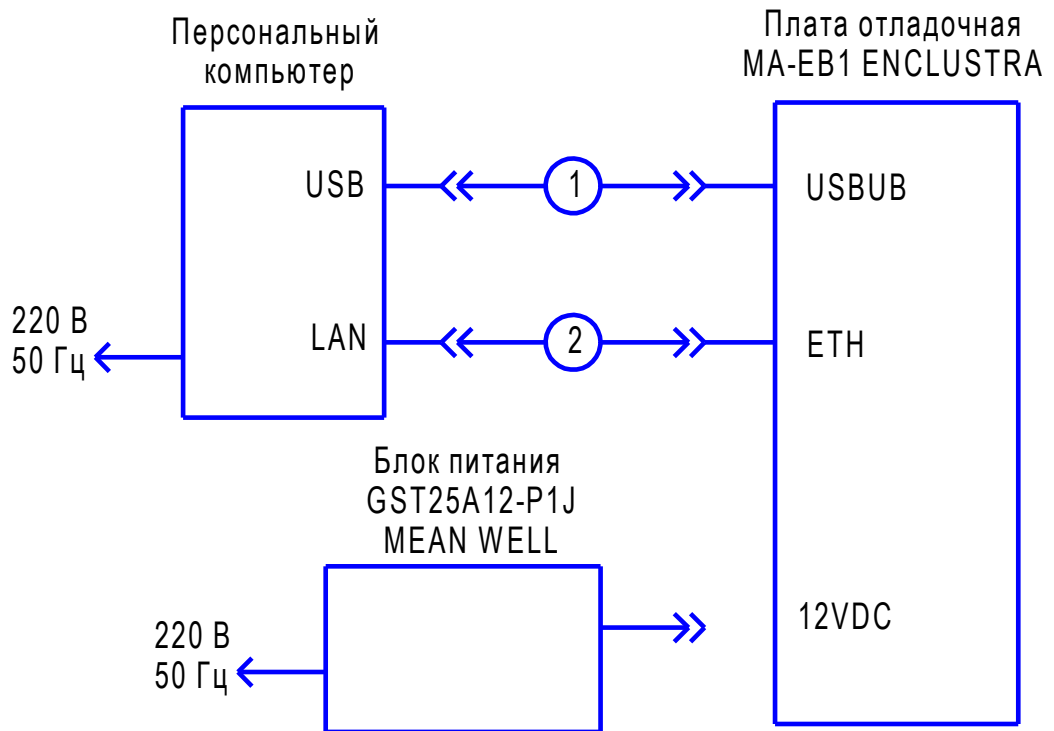 Персональный
компьютер
Плата отладочная
MA-EB1 ENCLUSTRA
USB
1
USBUB
220 В
50 Гц
LAN
2
ETH
Блок питания
GST25A12-P1J
MEAN WELL
220 В
50 Гц
12VDC